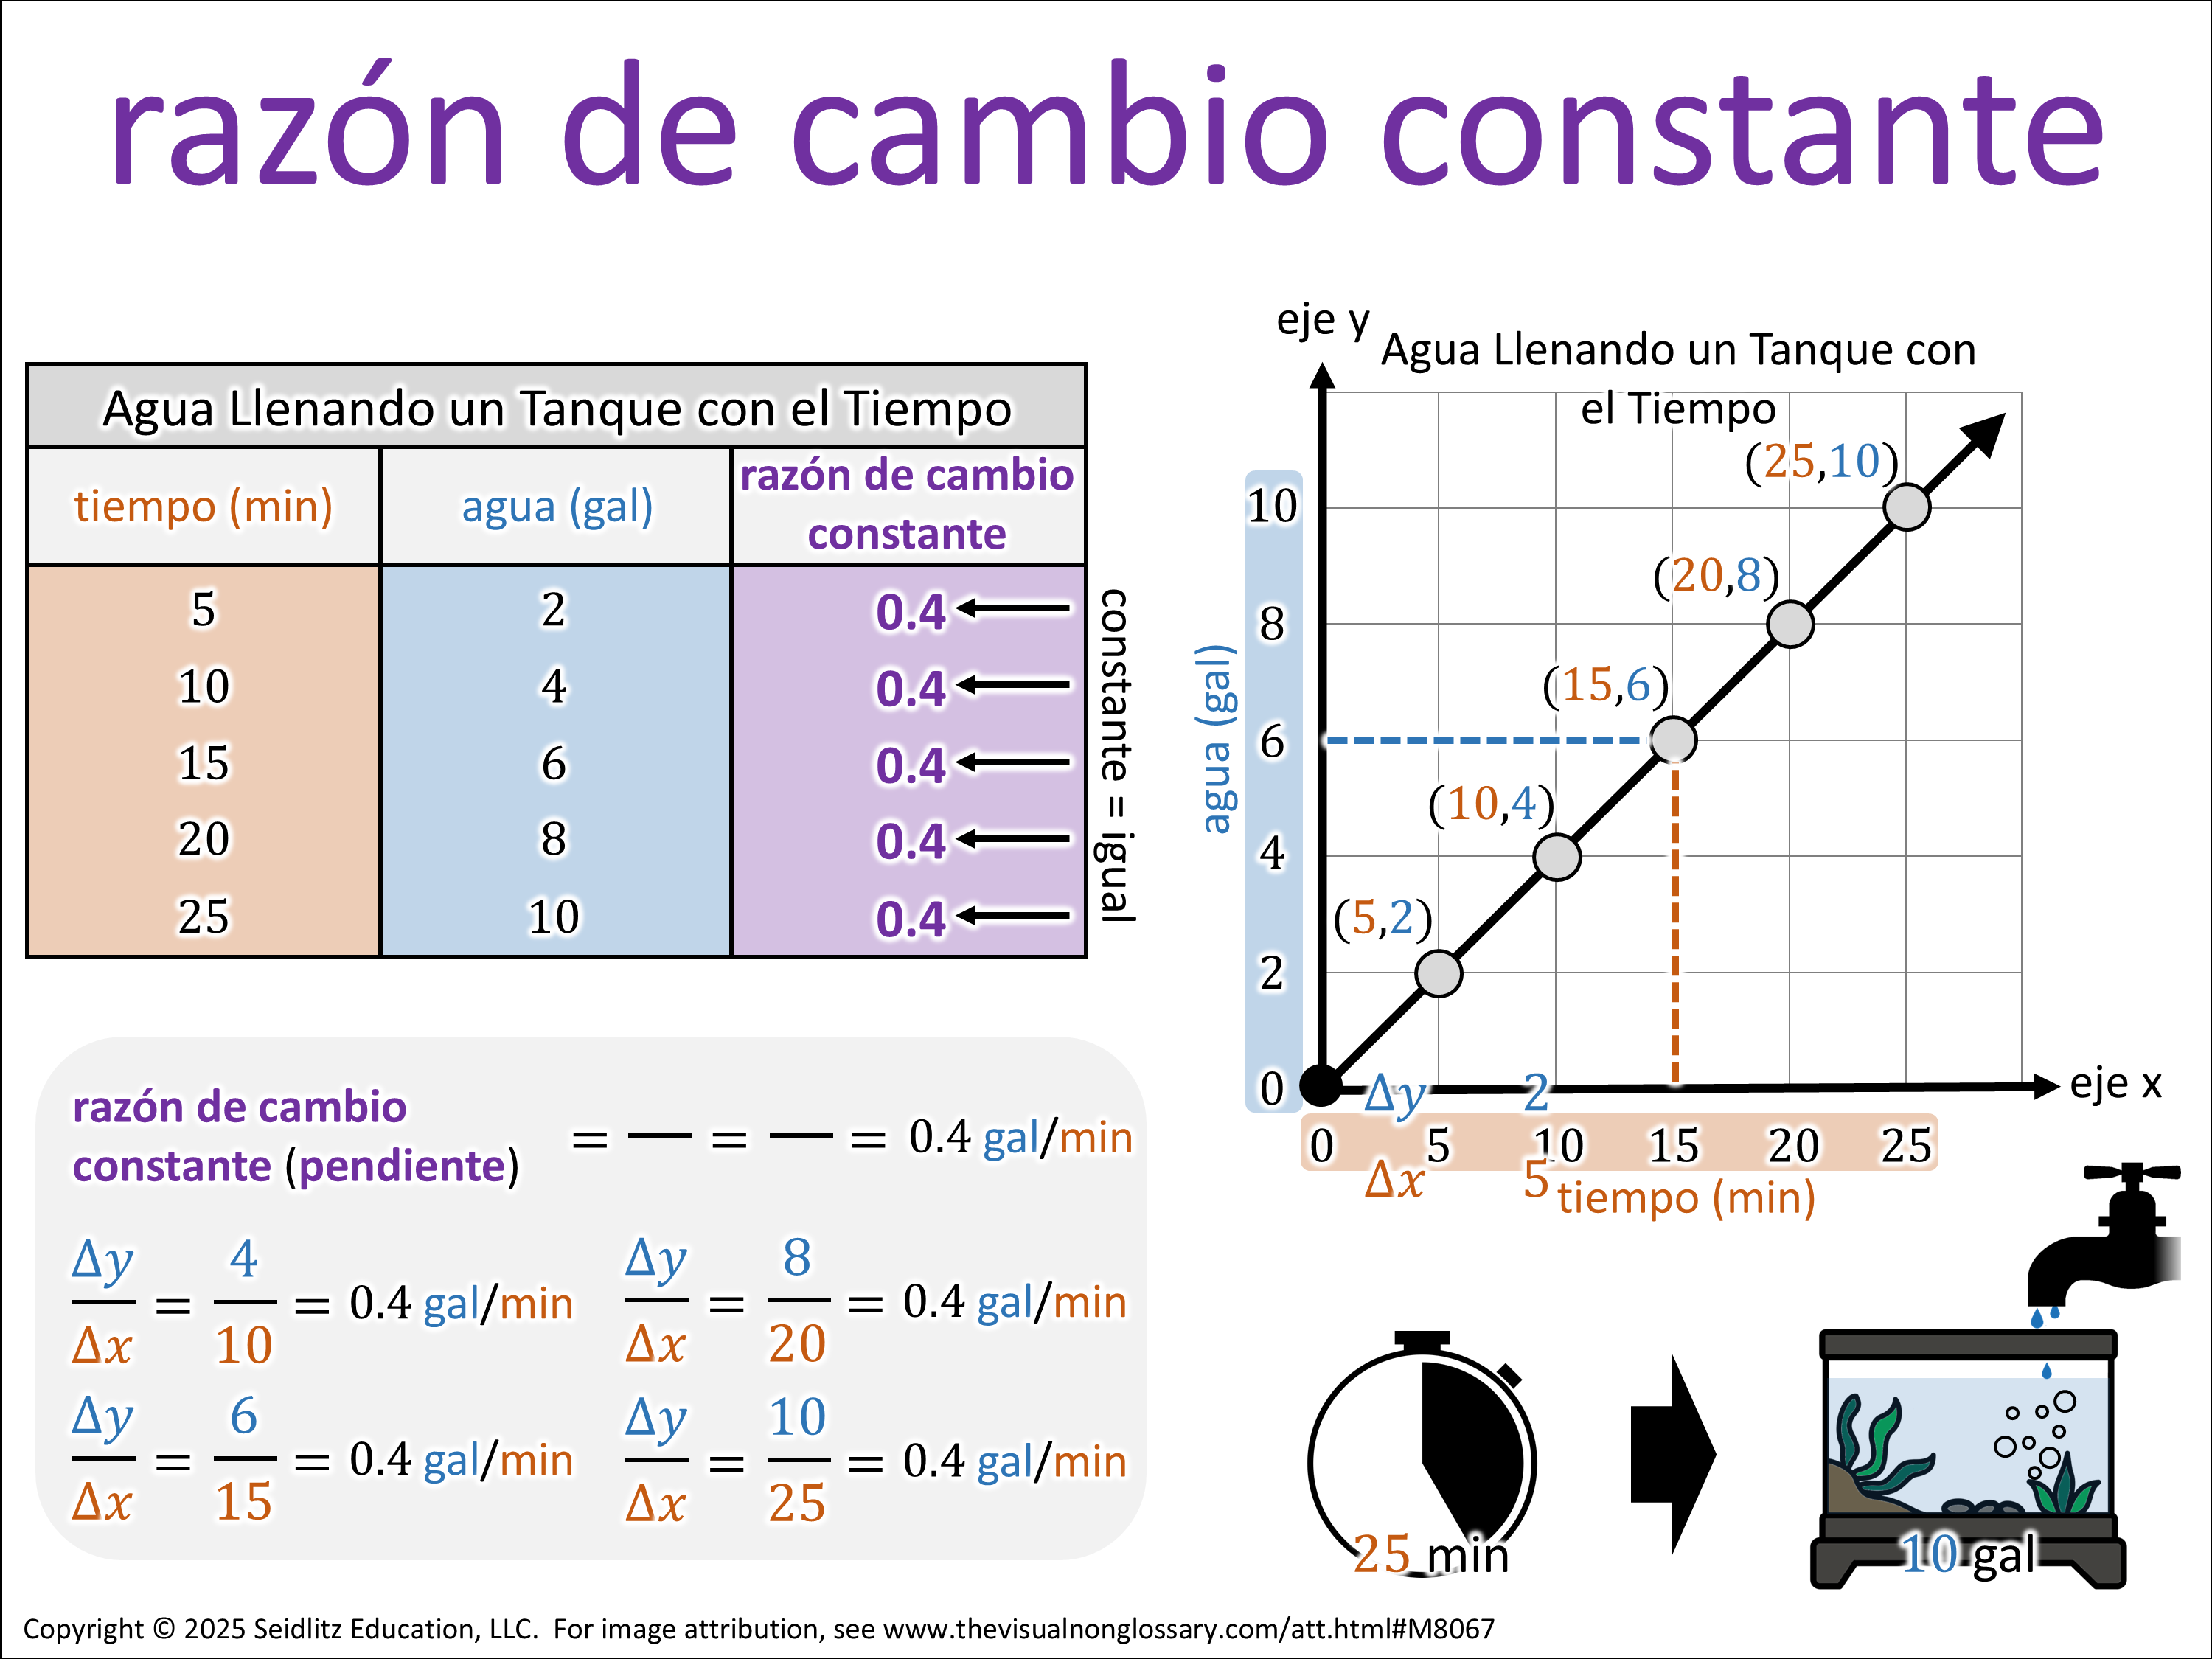 razón de cambio constante
Agua Llenando un Tanque con el Tiempo
tiempo (min)
agua (gal)
razón de cambio
constante
5 2 0.4
10 4 0.4
15 6 0.4
20 8 0.4
25 10 0.4
constante = igual
razón de cambio
constante (pendiente)
= — = — = 0.4 gal/min
Δy/Δx = 4/10 = 0.4 gal/min
Δy/Δx = 8/20 = 0.4 gal/min
Δy/Δx = 6/15 = 0.4 gal/min
Δy/Δx = 10/25 = 0.4 gal/min
eje y
Agua Llenando un Tanque con
el Tiempo
(25,10)
(20,8)
(15,6)
(10,4)
(5,2)
agua (gal)
10
8
6
4
2
0
eje x
Δy 2
0 5 10 15 20 25
Δx 5
tiempo (min)
25 min
10 gal
Copyright © 2025 Seidlitz Education, LLC. For image attribution, see www.thevisualnonglossary.com/att.html#M8067